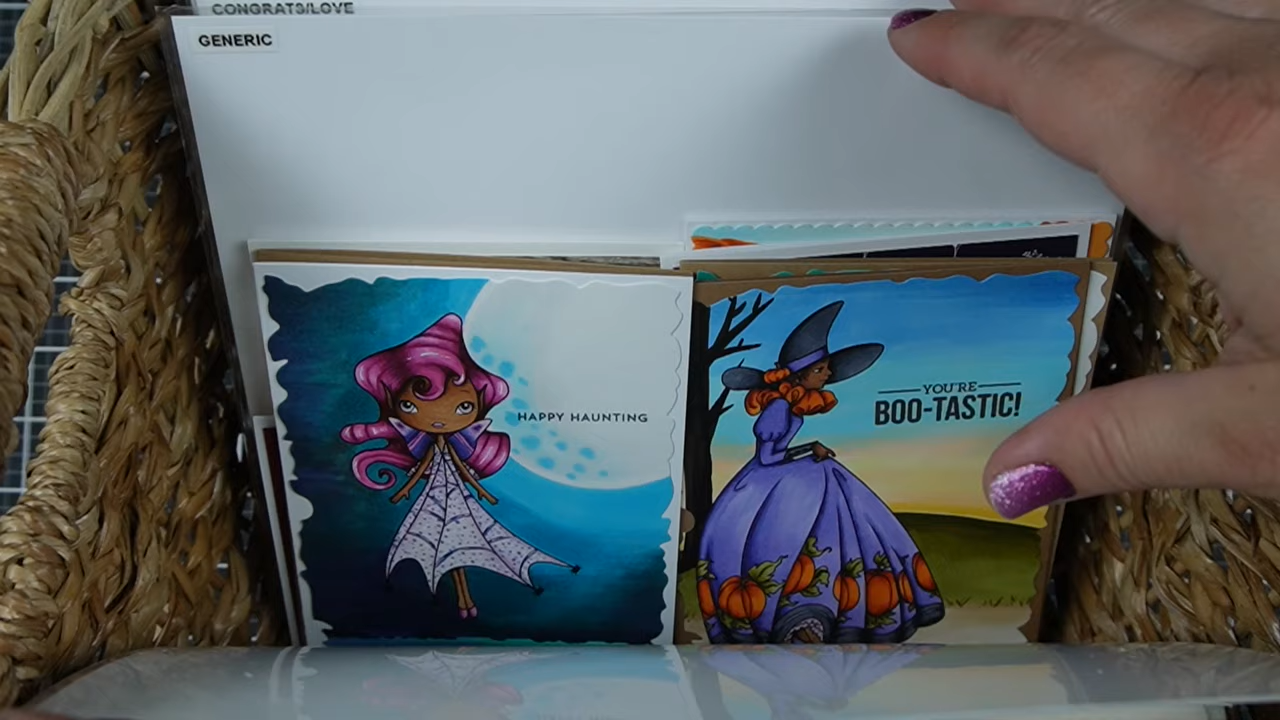 CONGRATS/LOVE
GENERIC
HAPPY HAUNTING
YOU'RE
BOO-TASTIC!